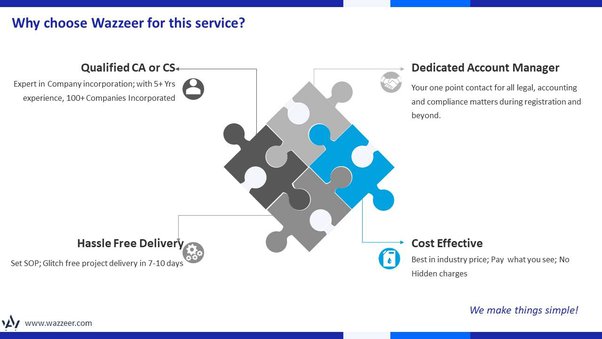 Why choose Wazzeer for this service?
Qualified CA or CS
Expert in Company incorporation; with 5+ Yrs
experience, 100+ Companies Incorporated
Dedicated Account Manager
Your one point contact for all legal, accounting
and compliance matters during registration and
beyond.
Hassle Free Delivery
Set SOP; Glitch free project delivery in 7-10 days
Cost Effective
Best in industry price; Pay what you see; No
Hidden charges
We make things simple!
www.wazzeer.com